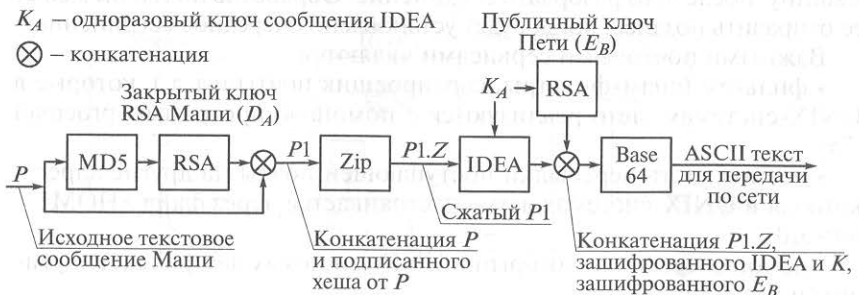 K_A – одноразовый ключ сообщения IDEA
⊗ – конкатенация
Публичный ключ
Пети (E_B)
Закрытый ключ
RSA Маши (D_A)
K_A
RSA
P
MD5
RSA
P1
Zip
P1.Z
IDEA
Base
64
ASCII текст
для передачи
по сети
Сжатый P1
Исходное текстовое
сообщение Маши
Конкатенация P
и подписанного
хеша от P
Конкатенация P1.Z,
зашифрованного IDEA и K,
зашифрованного E_B